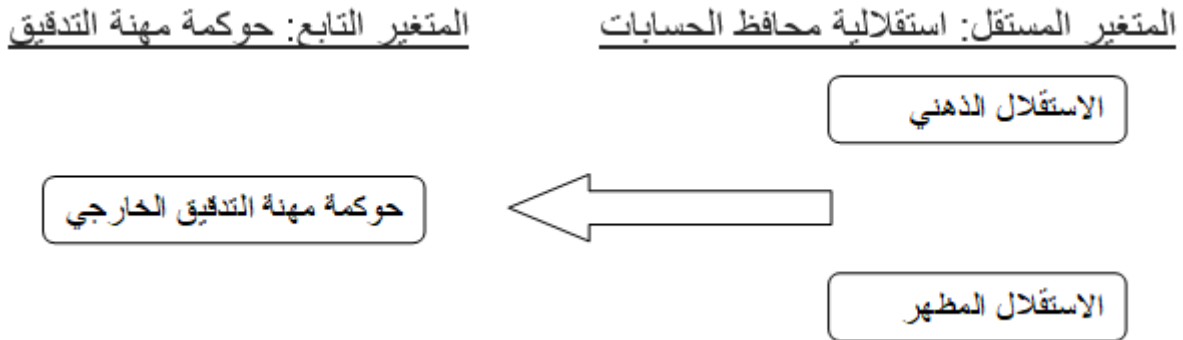 المتغير المستقل: استقلالية محافظ الحسابات
المتغير التابع: حوكمة مهنة التدقيق
الاستقلال الذهني
حوكمة مهنة التدقيق الخارجي
الاستقلال المظهر